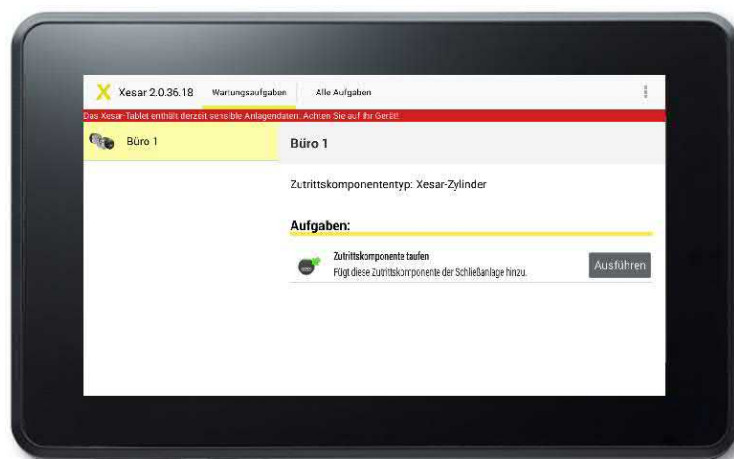 Xesar 2.0.36.18
Wartungsaufgaben
Alle Aufgaben
Das Xesar-Tablet enthält derzeit sensible Anlagendaten. Achten Sie auf Ihr Gerät!
Büro 1
Büro 1
Zutrittskomponententyp: Xesar-Zylinder
Aufgaben:
Zutrittskomponente taufen
Fügt diese Zutrittskomponente der Schließanlage hinzu.
Ausführen